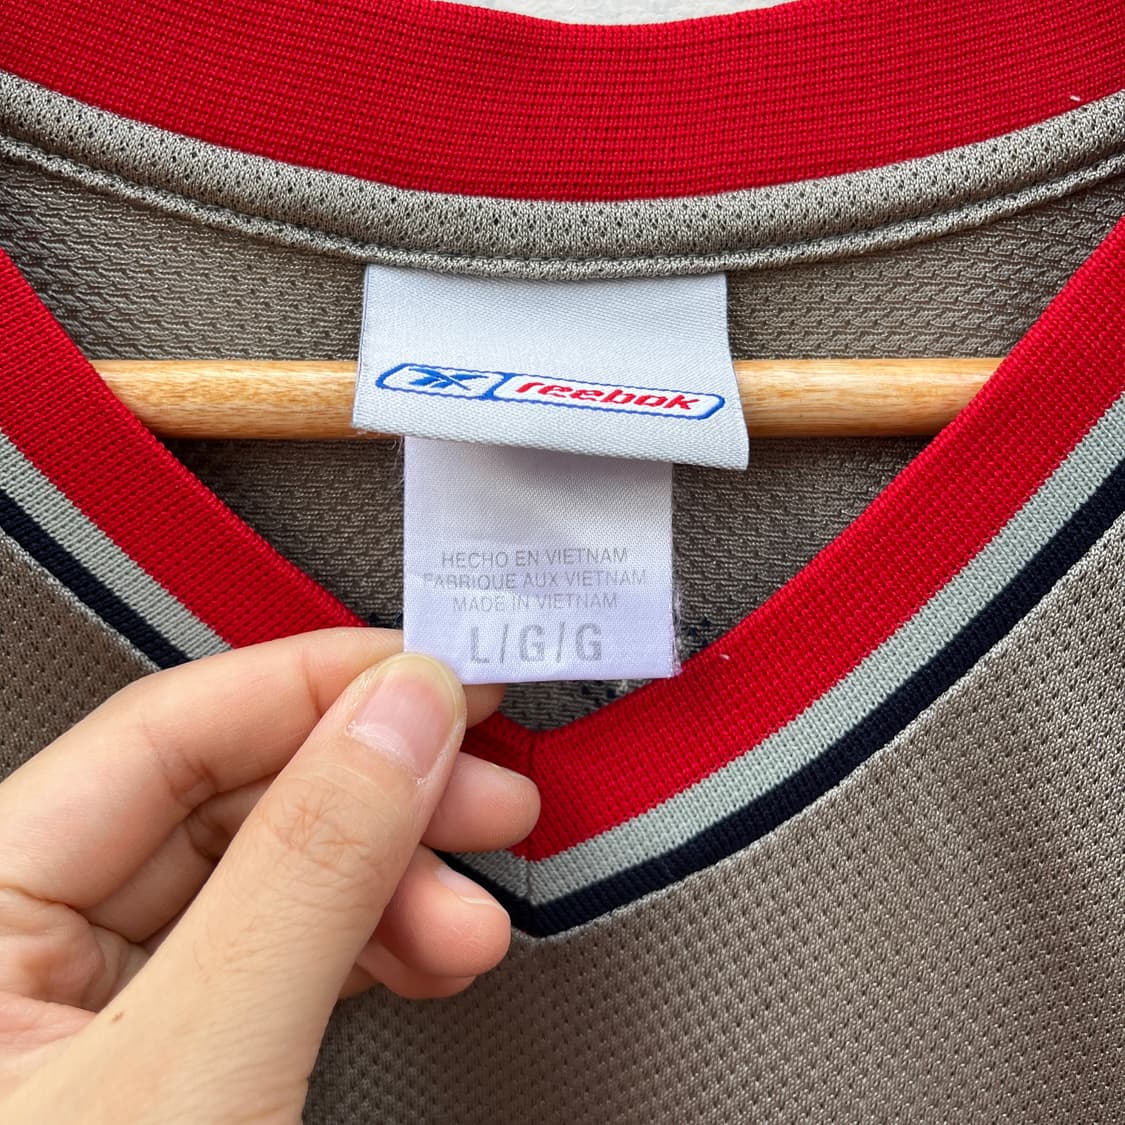 reebok
HECHO EN VIETNAM
FABRIQUE AUX VIETNAM
MADE IN VIETNAM
L/G/G